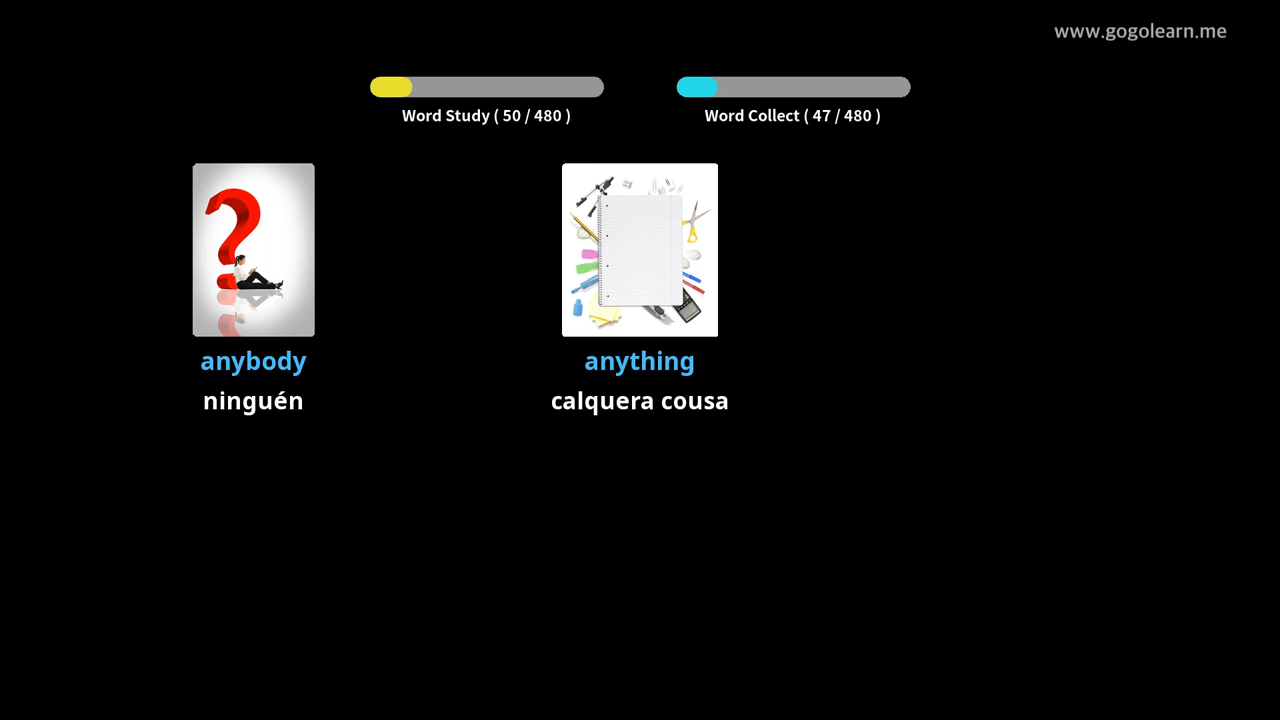 www.gogolearn.me
Word Study ( 50 / 480 )
Word Collect ( 47 / 480 )
anybody
anything
ninguén
calquera cousa